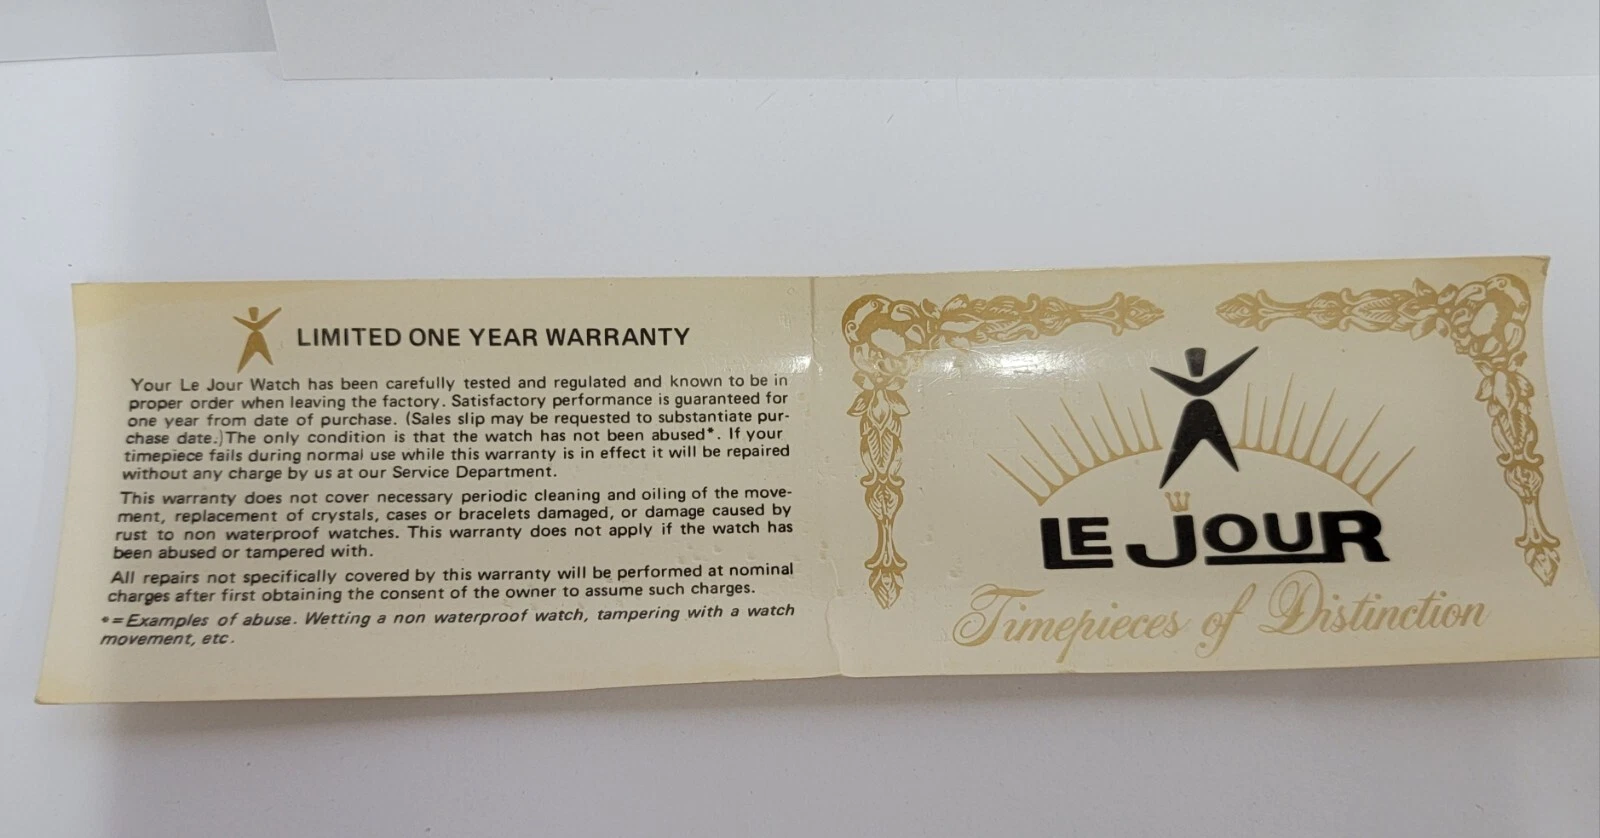 LIMITED ONE YEAR WARRANTY
Your Le Jour Watch has been carefully tested and regulated and known to be in
proper order when leaving the factory. Satisfactory performance is guaranteed for
one year from date of purchase. (Sales slip may be requested to substantiate pur-
chase date.) The only condition is that the watch has not been abused*. If your
timepiece fails during normal use while this warranty is in effect it will be repaired
without any charge by us at our Service Department.
This warranty does not cover necessary periodic cleaning and oiling of the move-
ment, replacement of crystals, cases or bracelets damaged, or damage caused by
rust to non waterproof watches. This warranty does not apply if the watch has
been abused or tampered with.
All repairs not specifically covered by this warranty will be performed at nominal
charges after first obtaining the consent of the owner to assume such charges.
*=Examples of abuse. Wetting a non waterproof watch, tampering with a watch
movement, etc.
LE JOUR
Timepieces of Distinction